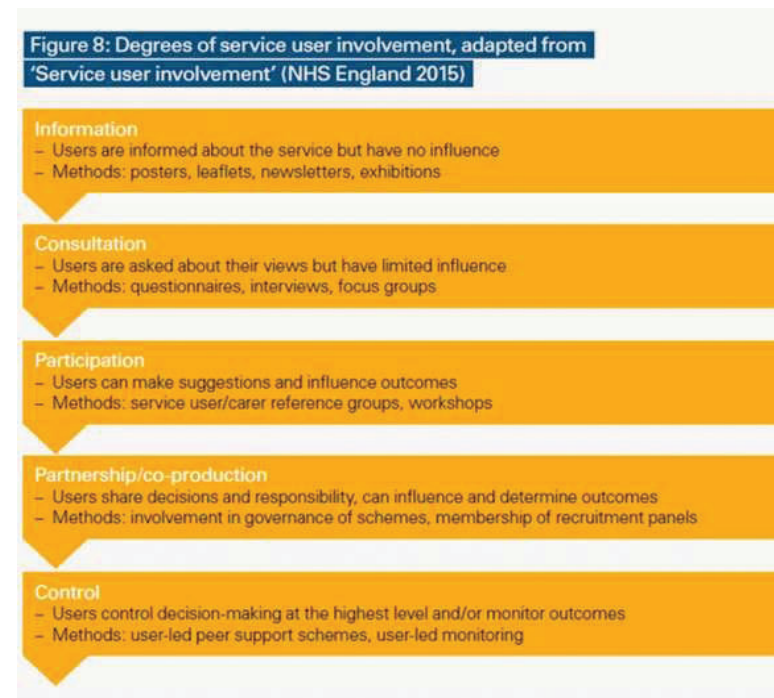 Figure 8: Degrees of service user involvement, adapted from
‘Service user involvement’ (NHS England 2015)
Information
– Users are informed about the service but have no influence
– Methods: posters, leaflets, newsletters, exhibitions
Consultation
– Users are asked about their views but have limited influence
– Methods: questionnaires, interviews, focus groups
Participation
– Users can make suggestions and influence outcomes
– Methods: service user/carer reference groups, workshops
Partnership/co-production
– Users share decisions and responsibility, can influence and determine outcomes
– Methods: involvement in governance of schemes, membership of recruitment panels
Control
– Users control decision-making at the highest level and/or monitor outcomes
– Methods: user-led peer support schemes, user-led monitoring